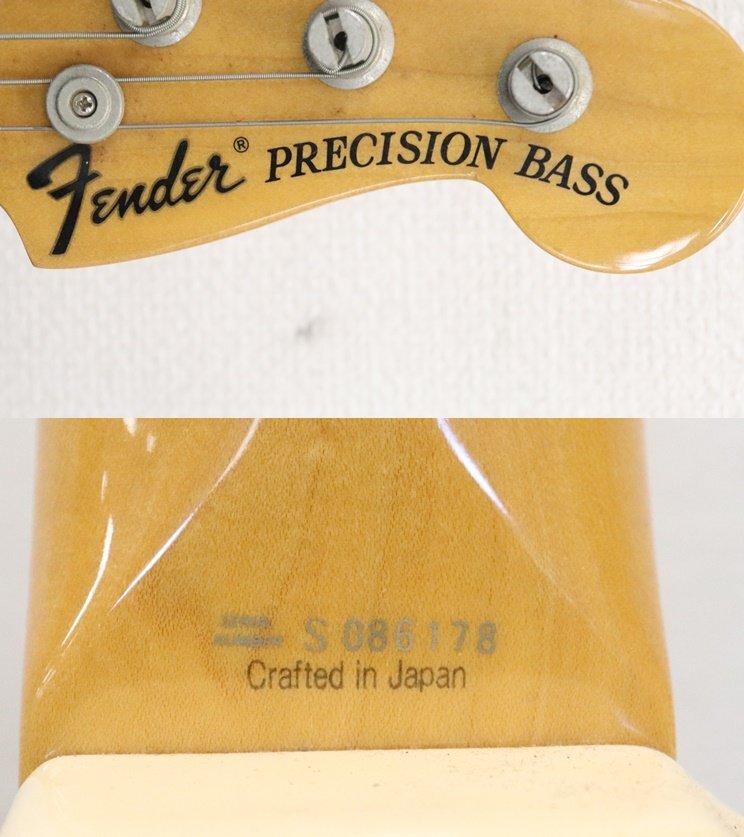 Fender® PRECISION BASS
S 086178
Crafted in Japan